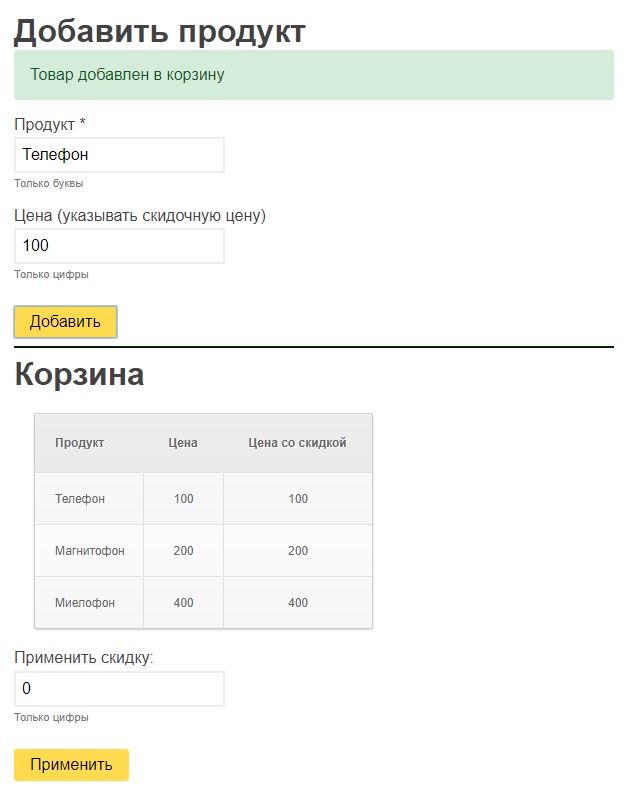 Добавить продукт
Товар добавлен в корзину
Продукт *
Телефон
Только буквы
Цена (указывать скидочную цену)
100
Только цифры
Добавить
Корзина
Продукт Цена Цена со скидкой
Телефон 100 100
Магнитофон 200 200
Миелофон 400 400
Применить скидку:
0
Только цифры
Применить